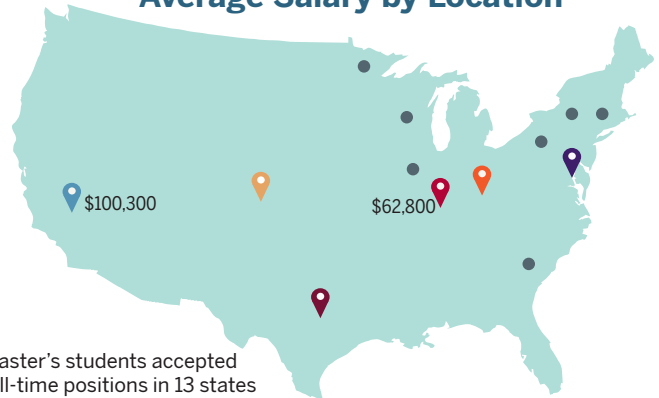 Average Salary by Location
$100,300
$62,800
aster’s students accepted
ll-time positions in 13 states